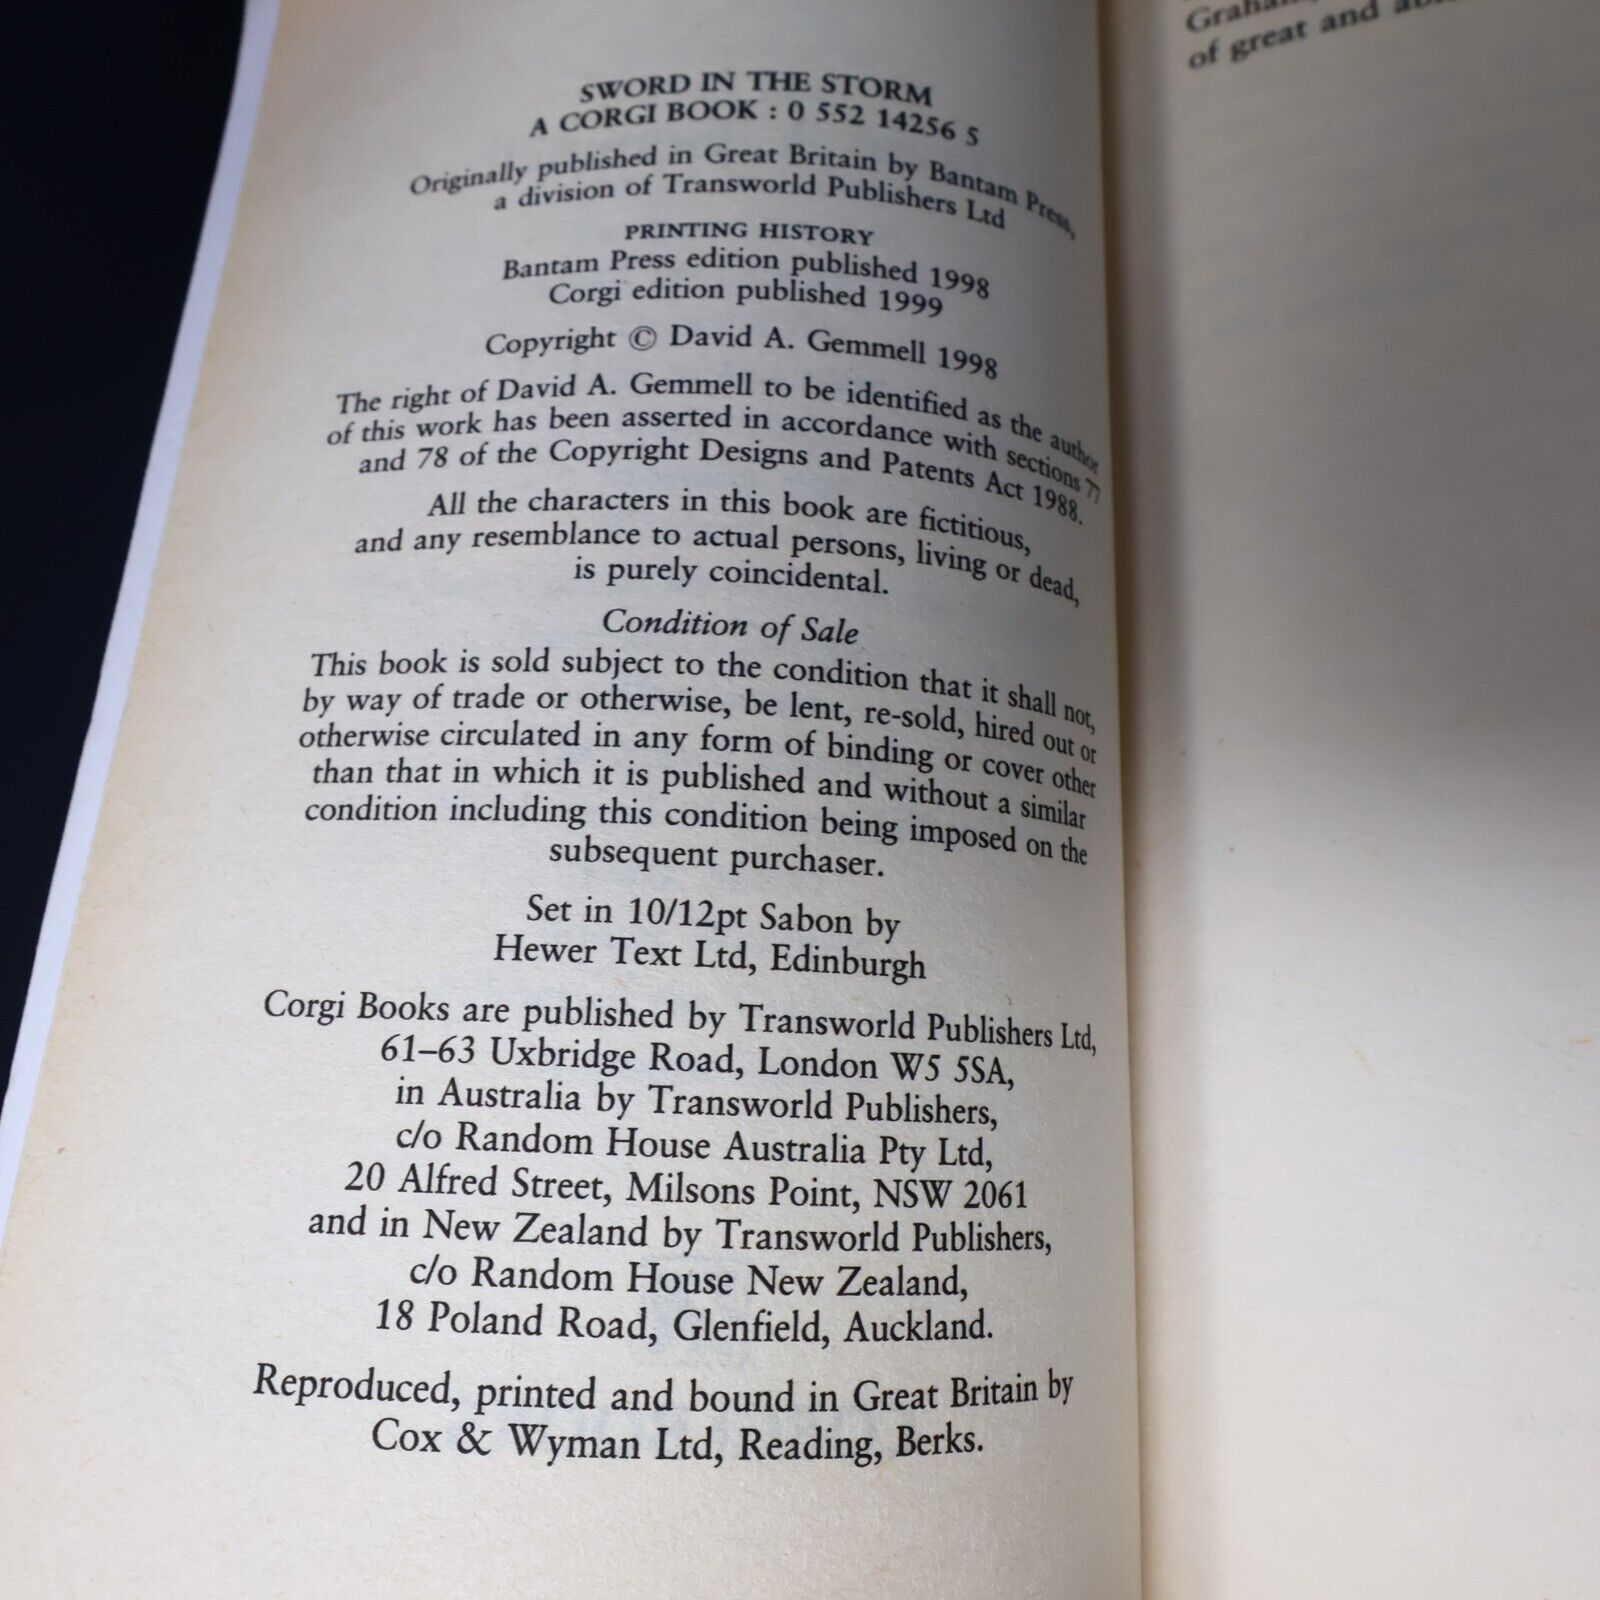 SWORD IN THE STORM
A CORGI BOOK : 0 552 14256 5
Originally published in Great Britain by Bantam Press,
a division of Transworld Publishers Ltd
PRINTING HISTORY
Bantam Press edition published 1998
Corgi edition published 1999
Copyright © David A. Gemmell 1998
The right of David A. Gemmell to be identified as the author
of this work has been asserted in accordance with sections 77
and 78 of the Copyright Designs and Patents Act 1988.
All the characters in this book are fictitious,
and any resemblance to actual persons, living or dead,
is purely coincidental.
Condition of Sale
This book is sold subject to the condition that it shall not,
by way of trade or otherwise, be lent, re-sold, hired out or
otherwise circulated in any form of binding or cover other
than that in which it is published and without a similar
condition including this condition being imposed on the
subsequent purchaser.
Set in 10/12pt Sabon by
Hewer Text Ltd, Edinburgh
Corgi Books are published by Transworld Publishers Ltd,
61–63 Uxbridge Road, London W5 5SA,
in Australia by Transworld Publishers,
c/o Random House Australia Pty Ltd,
20 Alfred Street, Milsons Point, NSW 2061
and in New Zealand by Transworld Publishers,
c/o Random House New Zealand,
18 Poland Road, Glenfield, Auckland.
Reproduced, printed and bound in Great Britain by
Cox & Wyman Ltd, Reading, Berks.
of great and